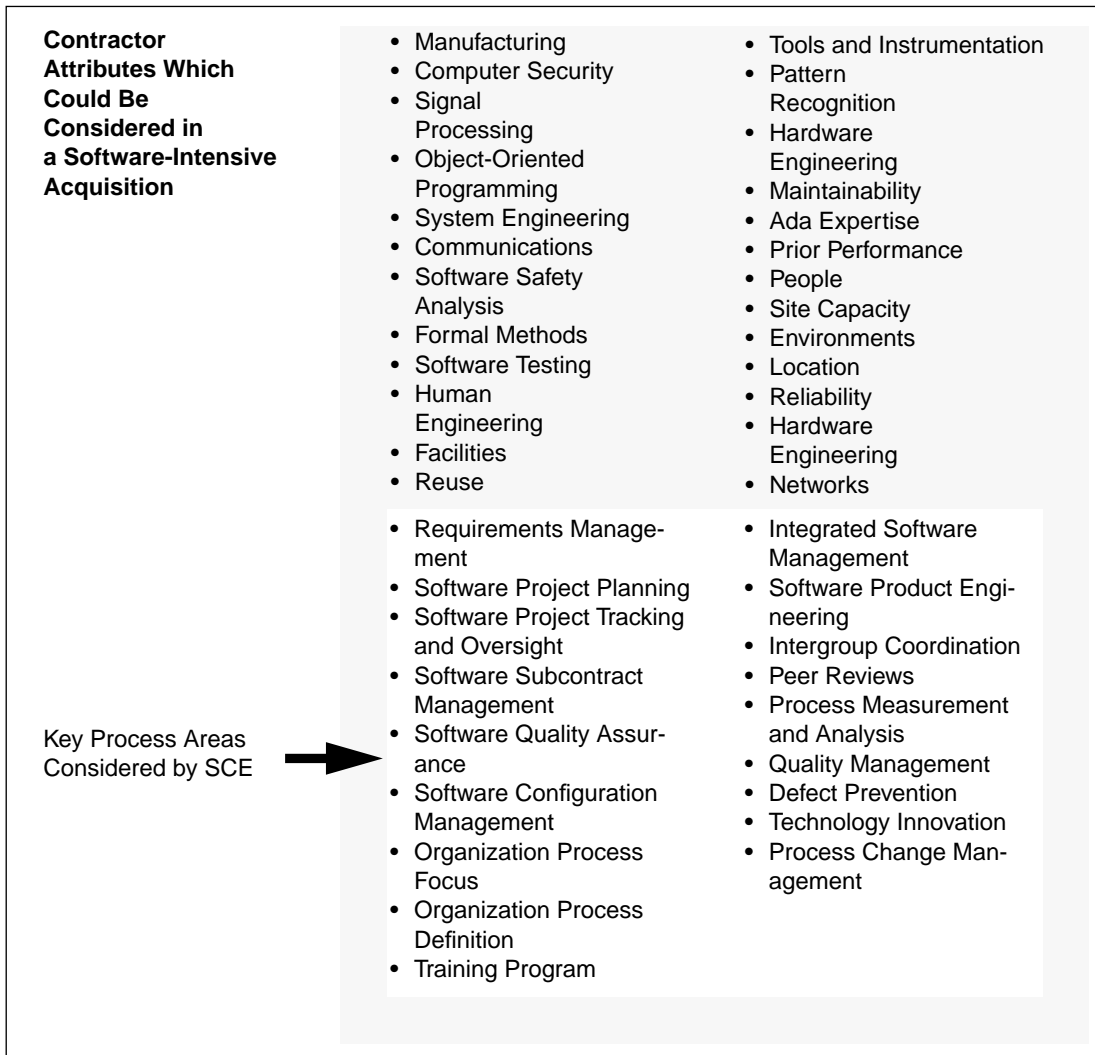 Contractor
Attributes Which
Could Be
Considered in
a Software-Intensive
Acquisition
• Manufacturing
• Computer Security
• Signal
Processing
• Object-Oriented
Programming
• System Engineering
• Communications
• Software Safety
Analysis
• Formal Methods
• Software Testing
• Human
Engineering
• Facilities
• Reuse
• Tools and Instrumentation
• Pattern
Recognition
• Hardware
Engineering
• Maintainability
• Ada Expertise
• Prior Performance
• People
• Site Capacity
• Environments
• Location
• Reliability
• Hardware
Engineering
• Networks
Key Process Areas
Considered by SCE
• Requirements Manage-
ment
• Software Project Planning
• Software Project Tracking
and Oversight
• Software Subcontract
Management
• Software Quality Assur-
ance
• Software Configuration
Management
• Organization Process
Focus
• Organization Process
Definition
• Training Program
• Integrated Software
Management
• Software Product Engi-
neering
• Intergroup Coordination
• Peer Reviews
• Process Measurement
and Analysis
• Quality Management
• Defect Prevention
• Technology Innovation
• Process Change Man-
agement